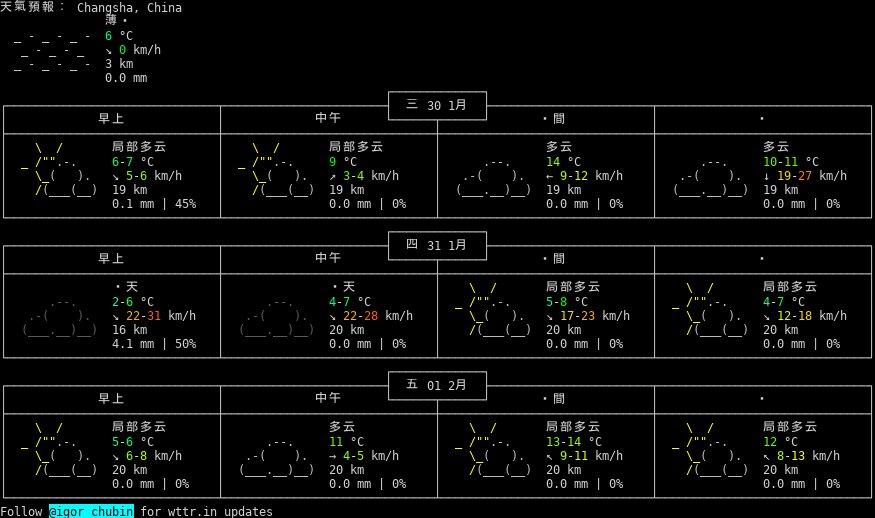 天氣預報： Changsha, China
薄・
6 °C
↘ 0 km/h
3 km
0.0 mm
三 30 1月
早上 中午 ・間 ・
局部多云 局部多云 多云 多云
6-7 °C 9 °C 14 °C 10-11 °C
↘ 5-6 km/h ↗ 3-4 km/h ← 9-12 km/h ↓ 19-27 km/h
19 km 19 km 19 km 19 km
0.1 mm | 45% 0.0 mm | 0% 0.0 mm | 0% 0.0 mm | 0%
四 31 1月
早上 中午 ・間 ・
・天 ・天 局部多云 局部多云
2-6 °C 4-7 °C 5-8 °C 4-7 °C
↘ 22-31 km/h ↘ 22-28 km/h ↘ 17-23 km/h ↘ 12-18 km/h
16 km 20 km 20 km 20 km
4.1 mm | 50% 0.0 mm | 0% 0.0 mm | 0% 0.0 mm | 0%
五 01 2月
早上 中午 ・間 ・
局部多云 多云 局部多云 局部多云
5-6 °C 11 °C 13-14 °C 12 °C
↘ 6-8 km/h → 4-5 km/h ↖ 9-11 km/h ↖ 8-13 km/h
20 km 20 km 20 km 20 km
0.0 mm | 0% 0.0 mm | 0% 0.0 mm | 0% 0.0 mm | 0%
Follow @igor_chubin for wttr.in updates